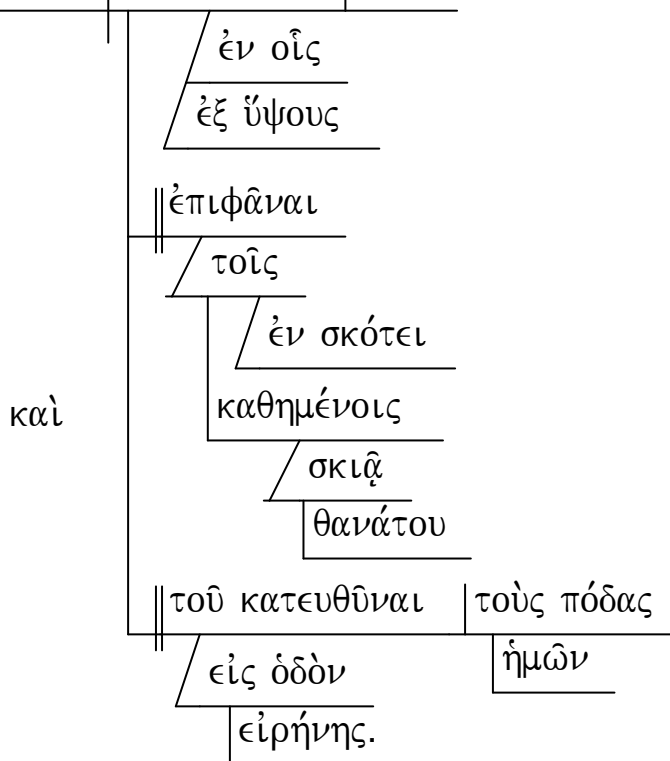 ἐν οἷς
ἐξ ὕψους
ἐπιφᾶναι
τοῖς
ἐν σκότει
καὶ
καθημένοις
σκιᾷ
θανάτου
τοῦ κατευθῦναι τοὺς πόδας
εἰς ὁδὸν ἡμῶν
εἰρήνης.